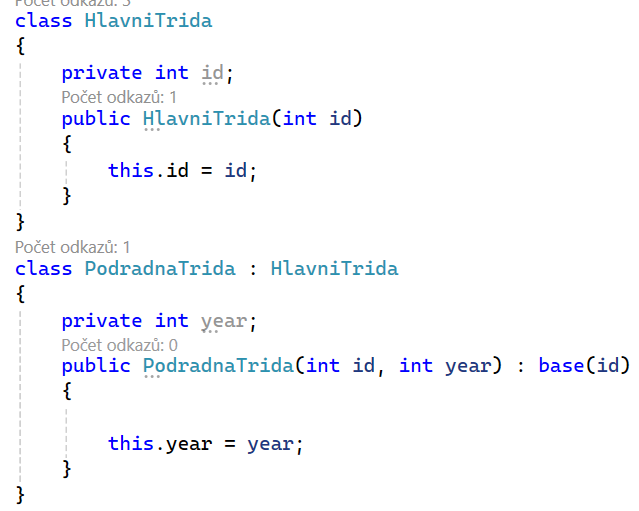 Počet odkazů: 3
class HlavniTrida
{
private int id;
Počet odkazů: 1
public HlavniTrida(int id)
{
this.id = id;
}
}
Počet odkazů: 1
class PodradnaTrida : HlavniTrida
{
private int year;
Počet odkazů: 0
public PodradnaTrida(int id, int year) : base(id)
{
this.year = year;
}
}